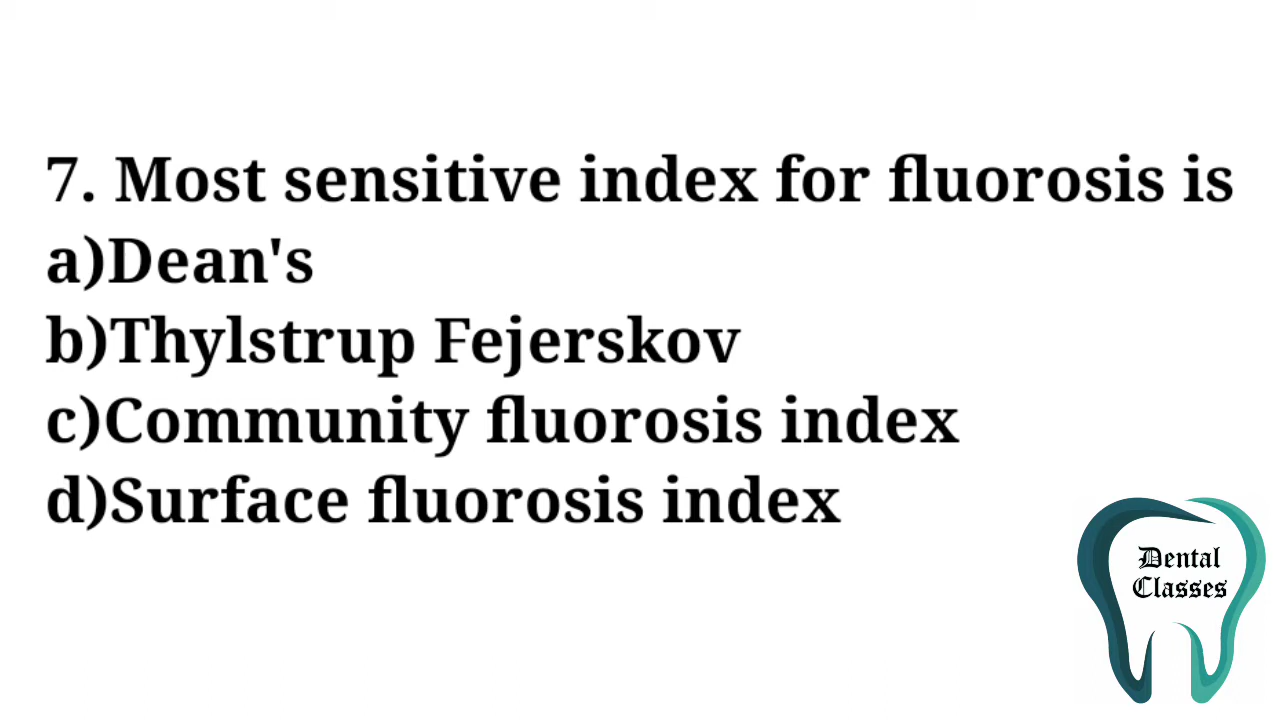 7. Most sensitive index for fluorosis is
a)Dean's
b)Thylstrup Fejerskov
c)Community fluorosis index
d)Surface fluorosis index
Dental
Classes